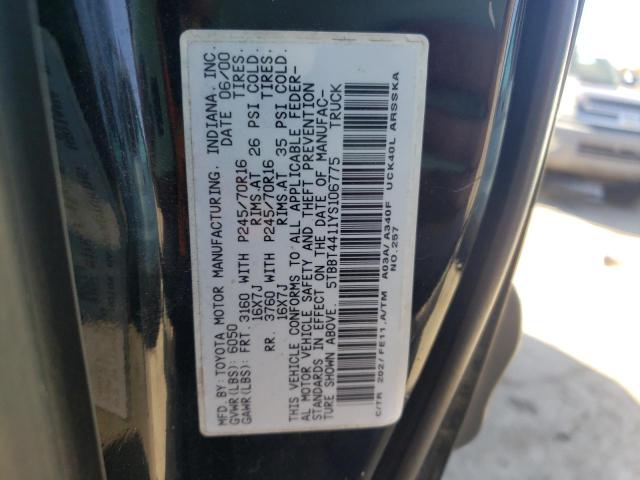 MFD. BY: TOYOTA MOTOR MANUFACTURING, INDIANA, INC.
GVWR(LBS): 6050 DATE 06/00
GAWR(LBS): FRT. 3160 WITH P245/70R16 TIRES.
16X7J RIMS.AT 26 PSI COLD.
RR. 3760 WITH P245/70R16 TIRES.
16X7J RIMS.AT 35 PSI COLD.
THIS VEHICLE CONFORMS TO ALL APPLICABLE FEDER-
AL MOTOR VEHICLE SAFETY AND THEFT PREVENTION
STANDARDS IN EFFECT ON THE DATE OF MANUFAC-
TURE SHOWN ABOVE. 5TBBT4411YS106775 TRUCK
C/TR 202/FE11,A/TM A03A/A340F UCK40L ARSSKA
NO.257